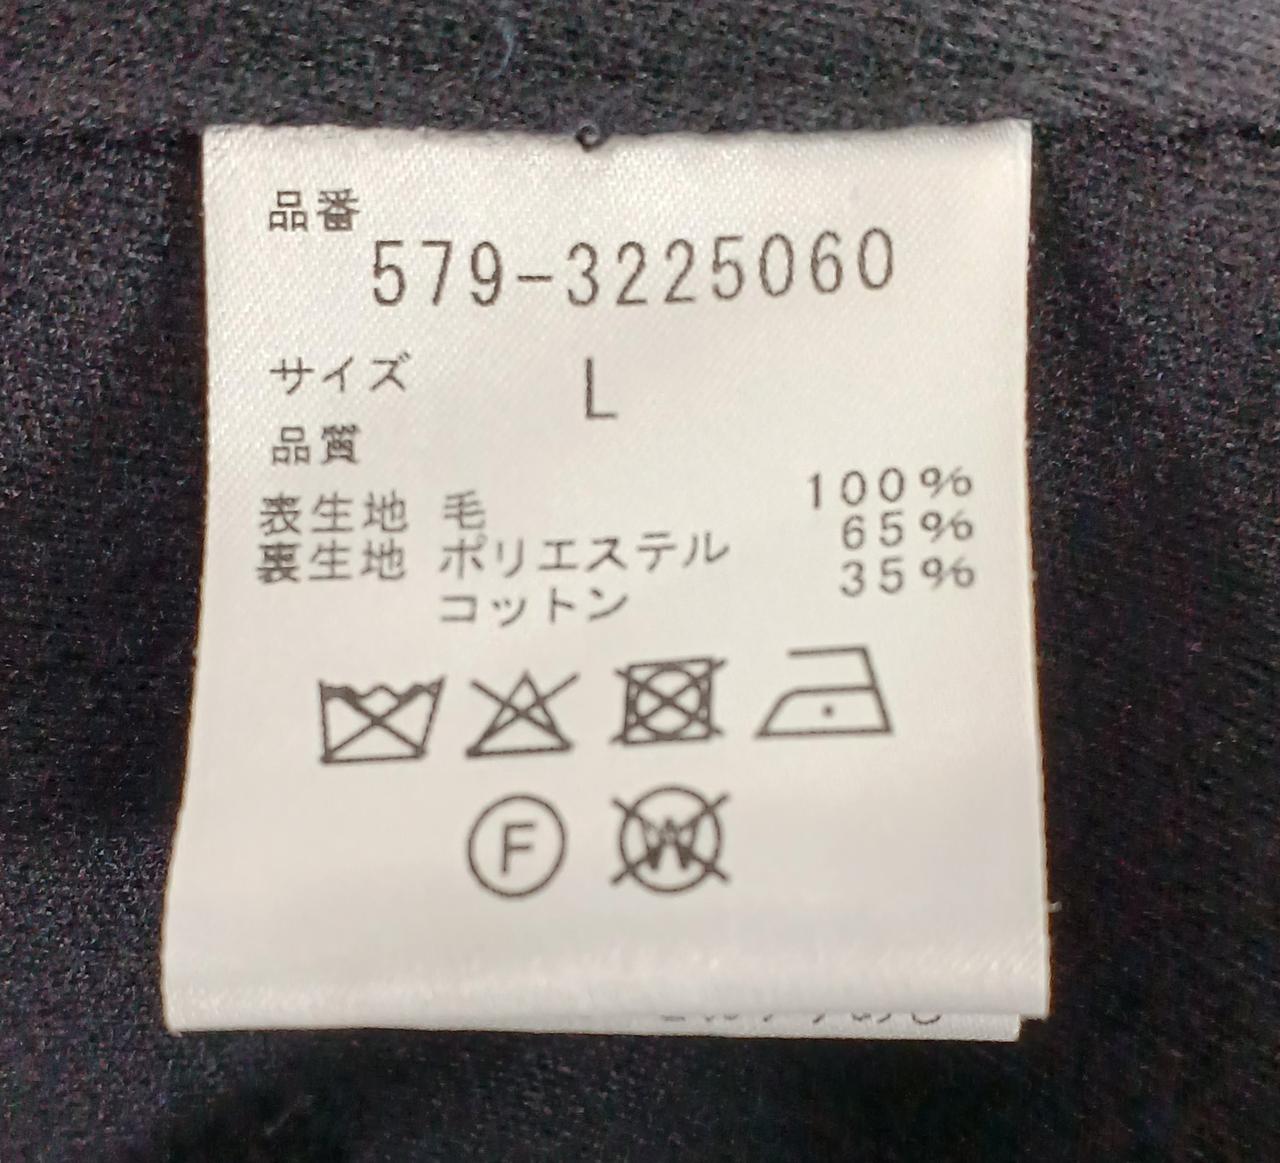 品番
579-3225060
サイズ L
品質
表生地 毛 100%
裏生地 ポリエステル 65%
コットン 35%
F
W